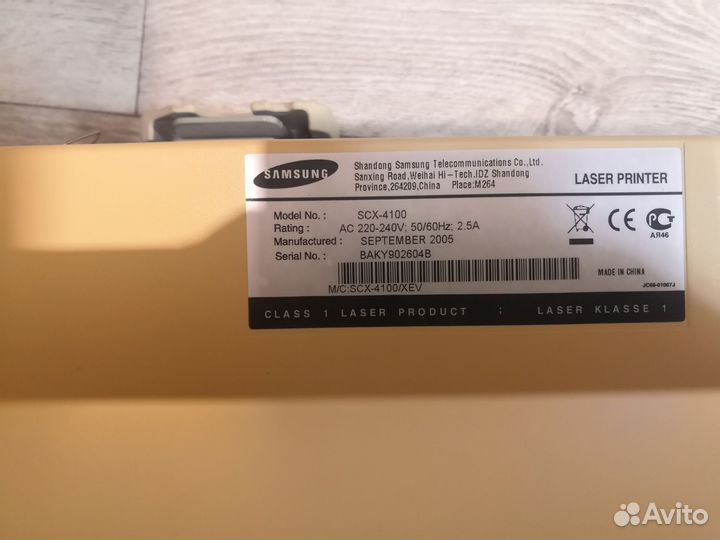 SAMSUNG
Shandong Samsung Telecommunications Co.,Ltd.
Sanxing Road,Weihai Hi-Tech.IDZ Shandong
Province,264209,China Place:M264
LASER PRINTER
Model No. : SCX-4100
Rating : AC 220-240V; 50/60Hz; 2.5A
Manufactured : SEPTEMBER 2005
Serial No. : BAKY902604B
CE
РСТ
АЯ46
MADE IN CHINA
M/C:SCX-4100/XEV
JC68-01067J
CLASS 1 LASER PRODUCT ; LASER KLASSE 1
Avito